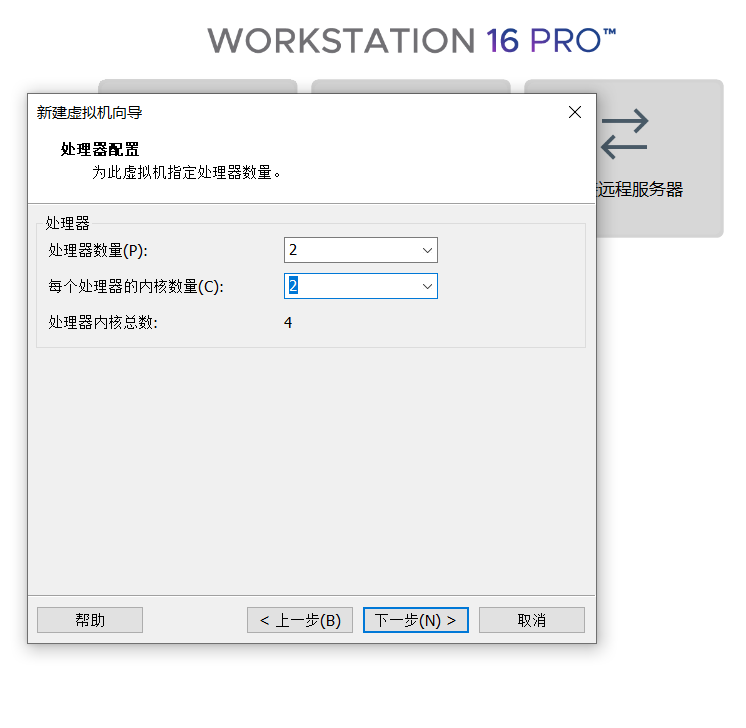 WORKSTATION 16 PRO™
新建虚拟机向导
处理器配置
为此虚拟机指定处理器数量。
远程服务器
处理器
处理器数量(P): 2
每个处理器的内核数量(C): 2
处理器内核总数: 4
帮助 < 上一步(B) 下一步(N) > 取消